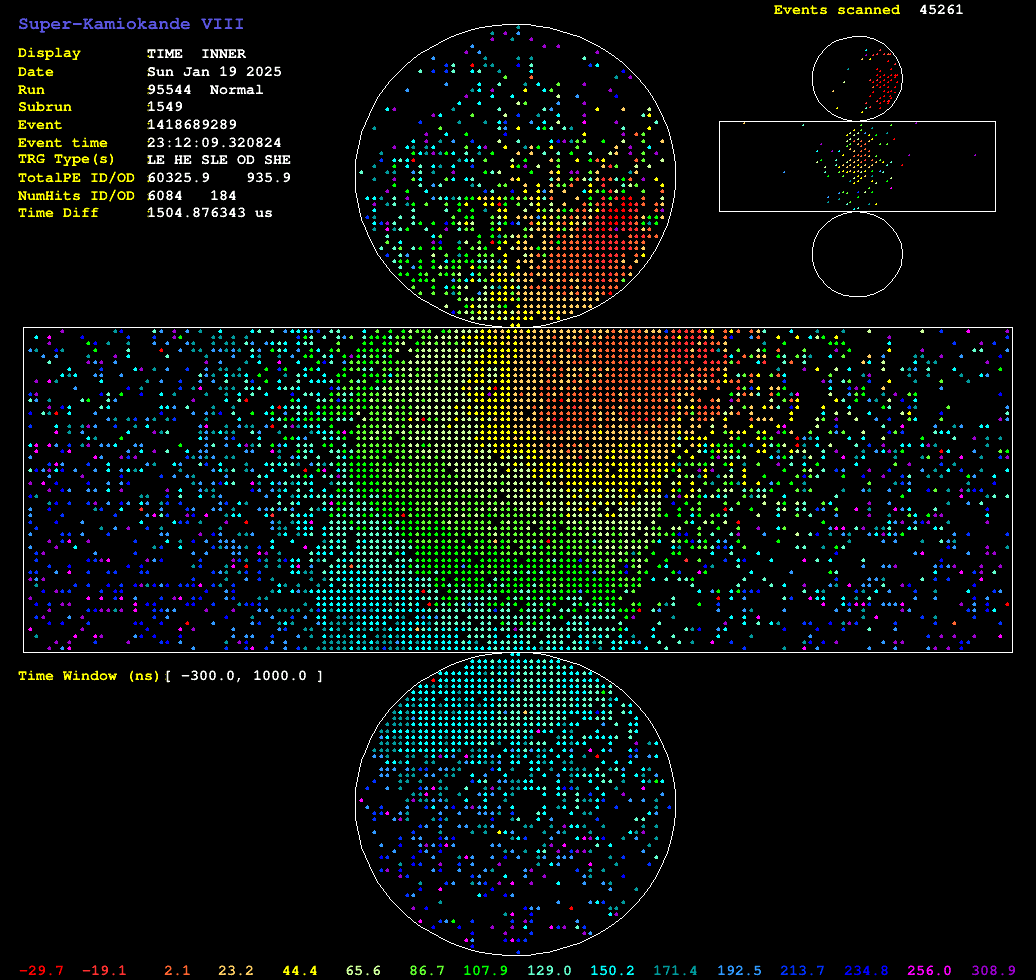 Super-Kamiokande VIII
Events scanned 45261
Display TIME INNER
Date Sun Jan 19 2025
Run 95544 Normal
Subrun 1549
Event 1418689289
Event time 23:12:09.320824
TRG Type(s) LE HE SLE OD SHE
TotalPE ID/OD 60325.9 935.9
NumHits ID/OD 6084 184
Time Diff 1504.876343 us
Time Window (ns)[ -300.0, 1000.0 ]
-29.7 -19.1 2.1 23.2 44.4 65.6 86.7 107.9 129.0 150.2 171.4 192.5 213.7 234.8 256.0 308.9